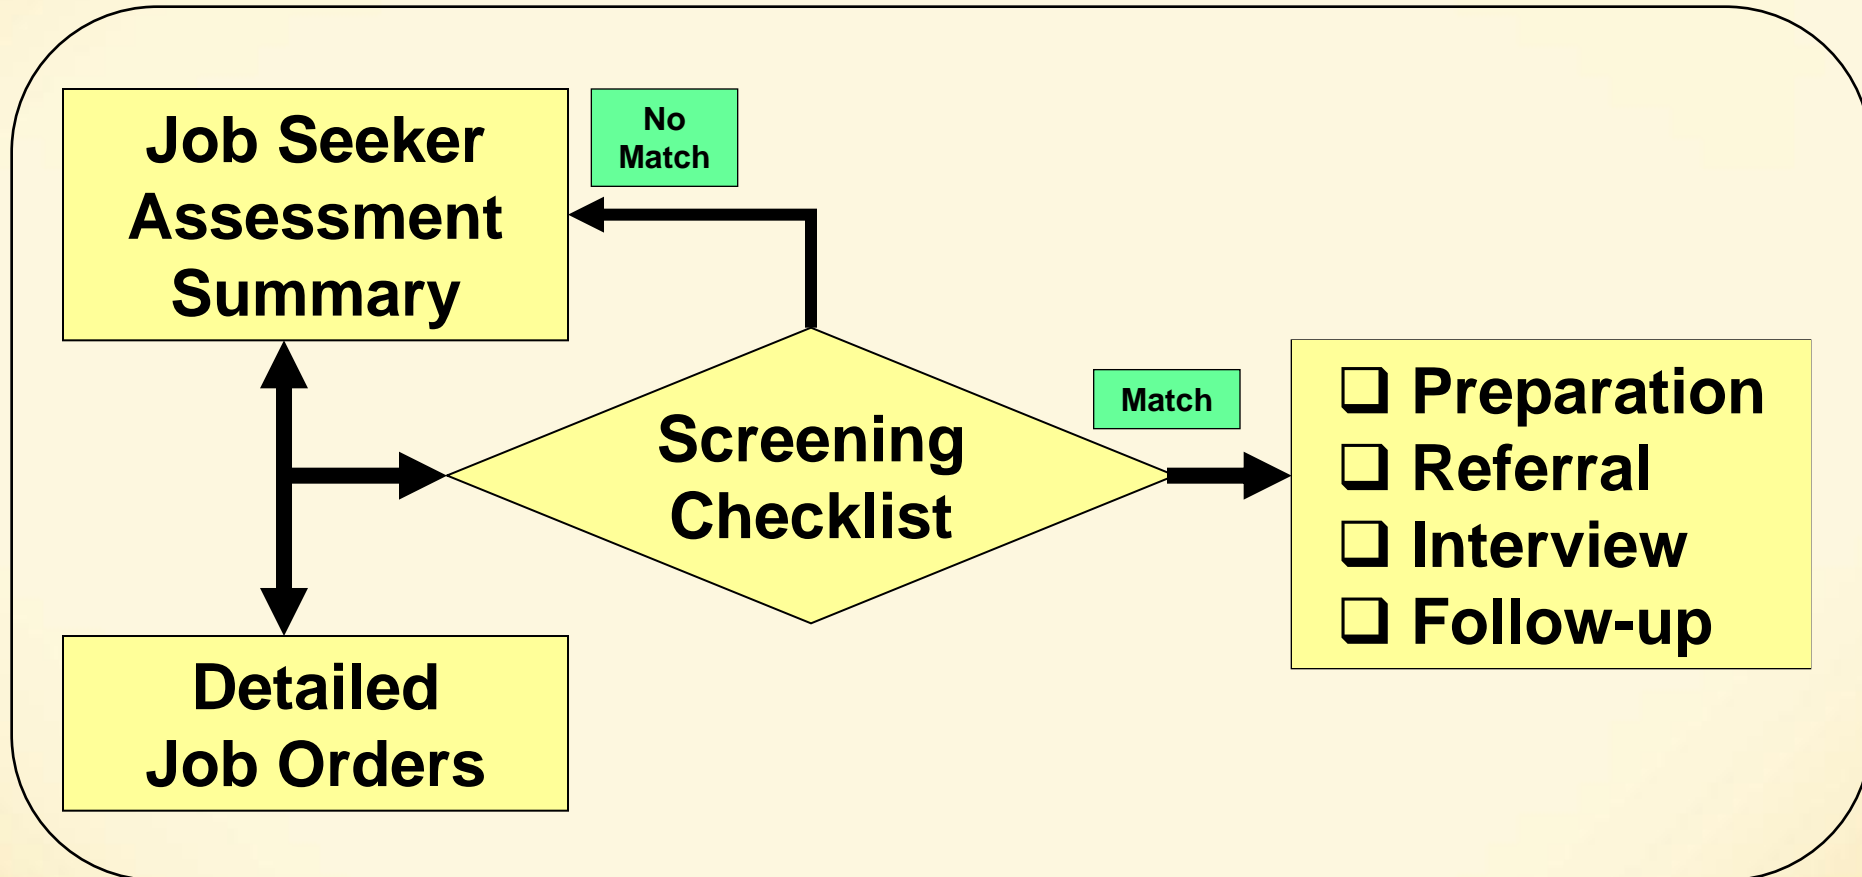 Job Seeker
Assessment
Summary
No
Match
Screening
Checklist
Match
❑ Preparation
❑ Referral
❑ Interview
❑ Follow-up
Detailed
Job Orders